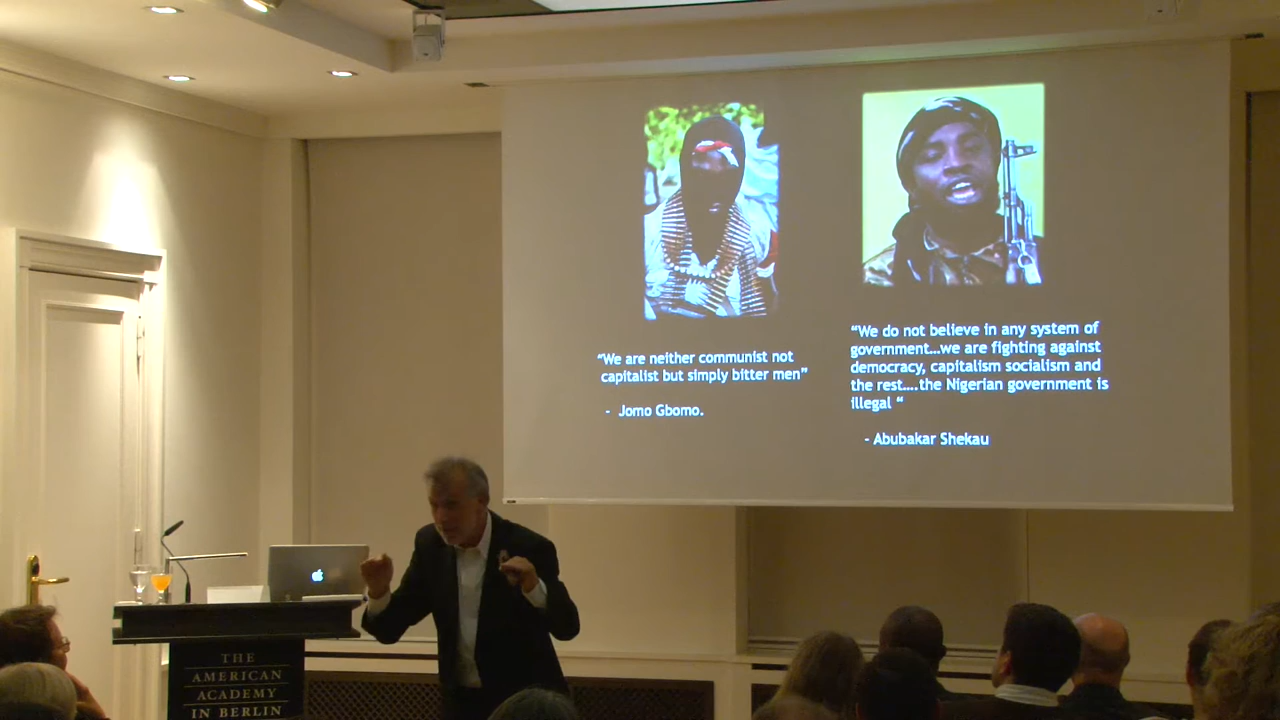 “We are neither communist not
capitalist but simply bitter men”
- Jomo Gbomo.
“We do not believe in any system of
government...we are fighting against
democracy, capitalism socialism and
the rest....the Nigerian government is
illegal “
- Abubakar Shekau
THE
AMERICAN
ACADEMY
IN BERLIN